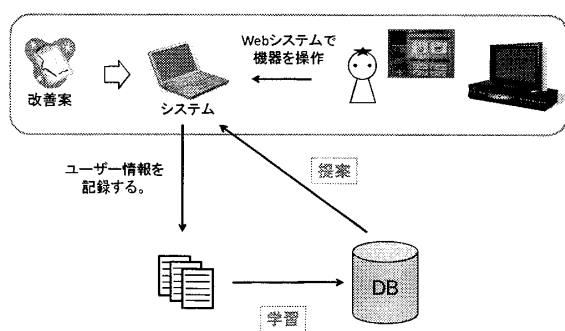 Webシステムで
機器を操作
改善案
システム
ユーザー情報を
記録する。
提案
DB
学習